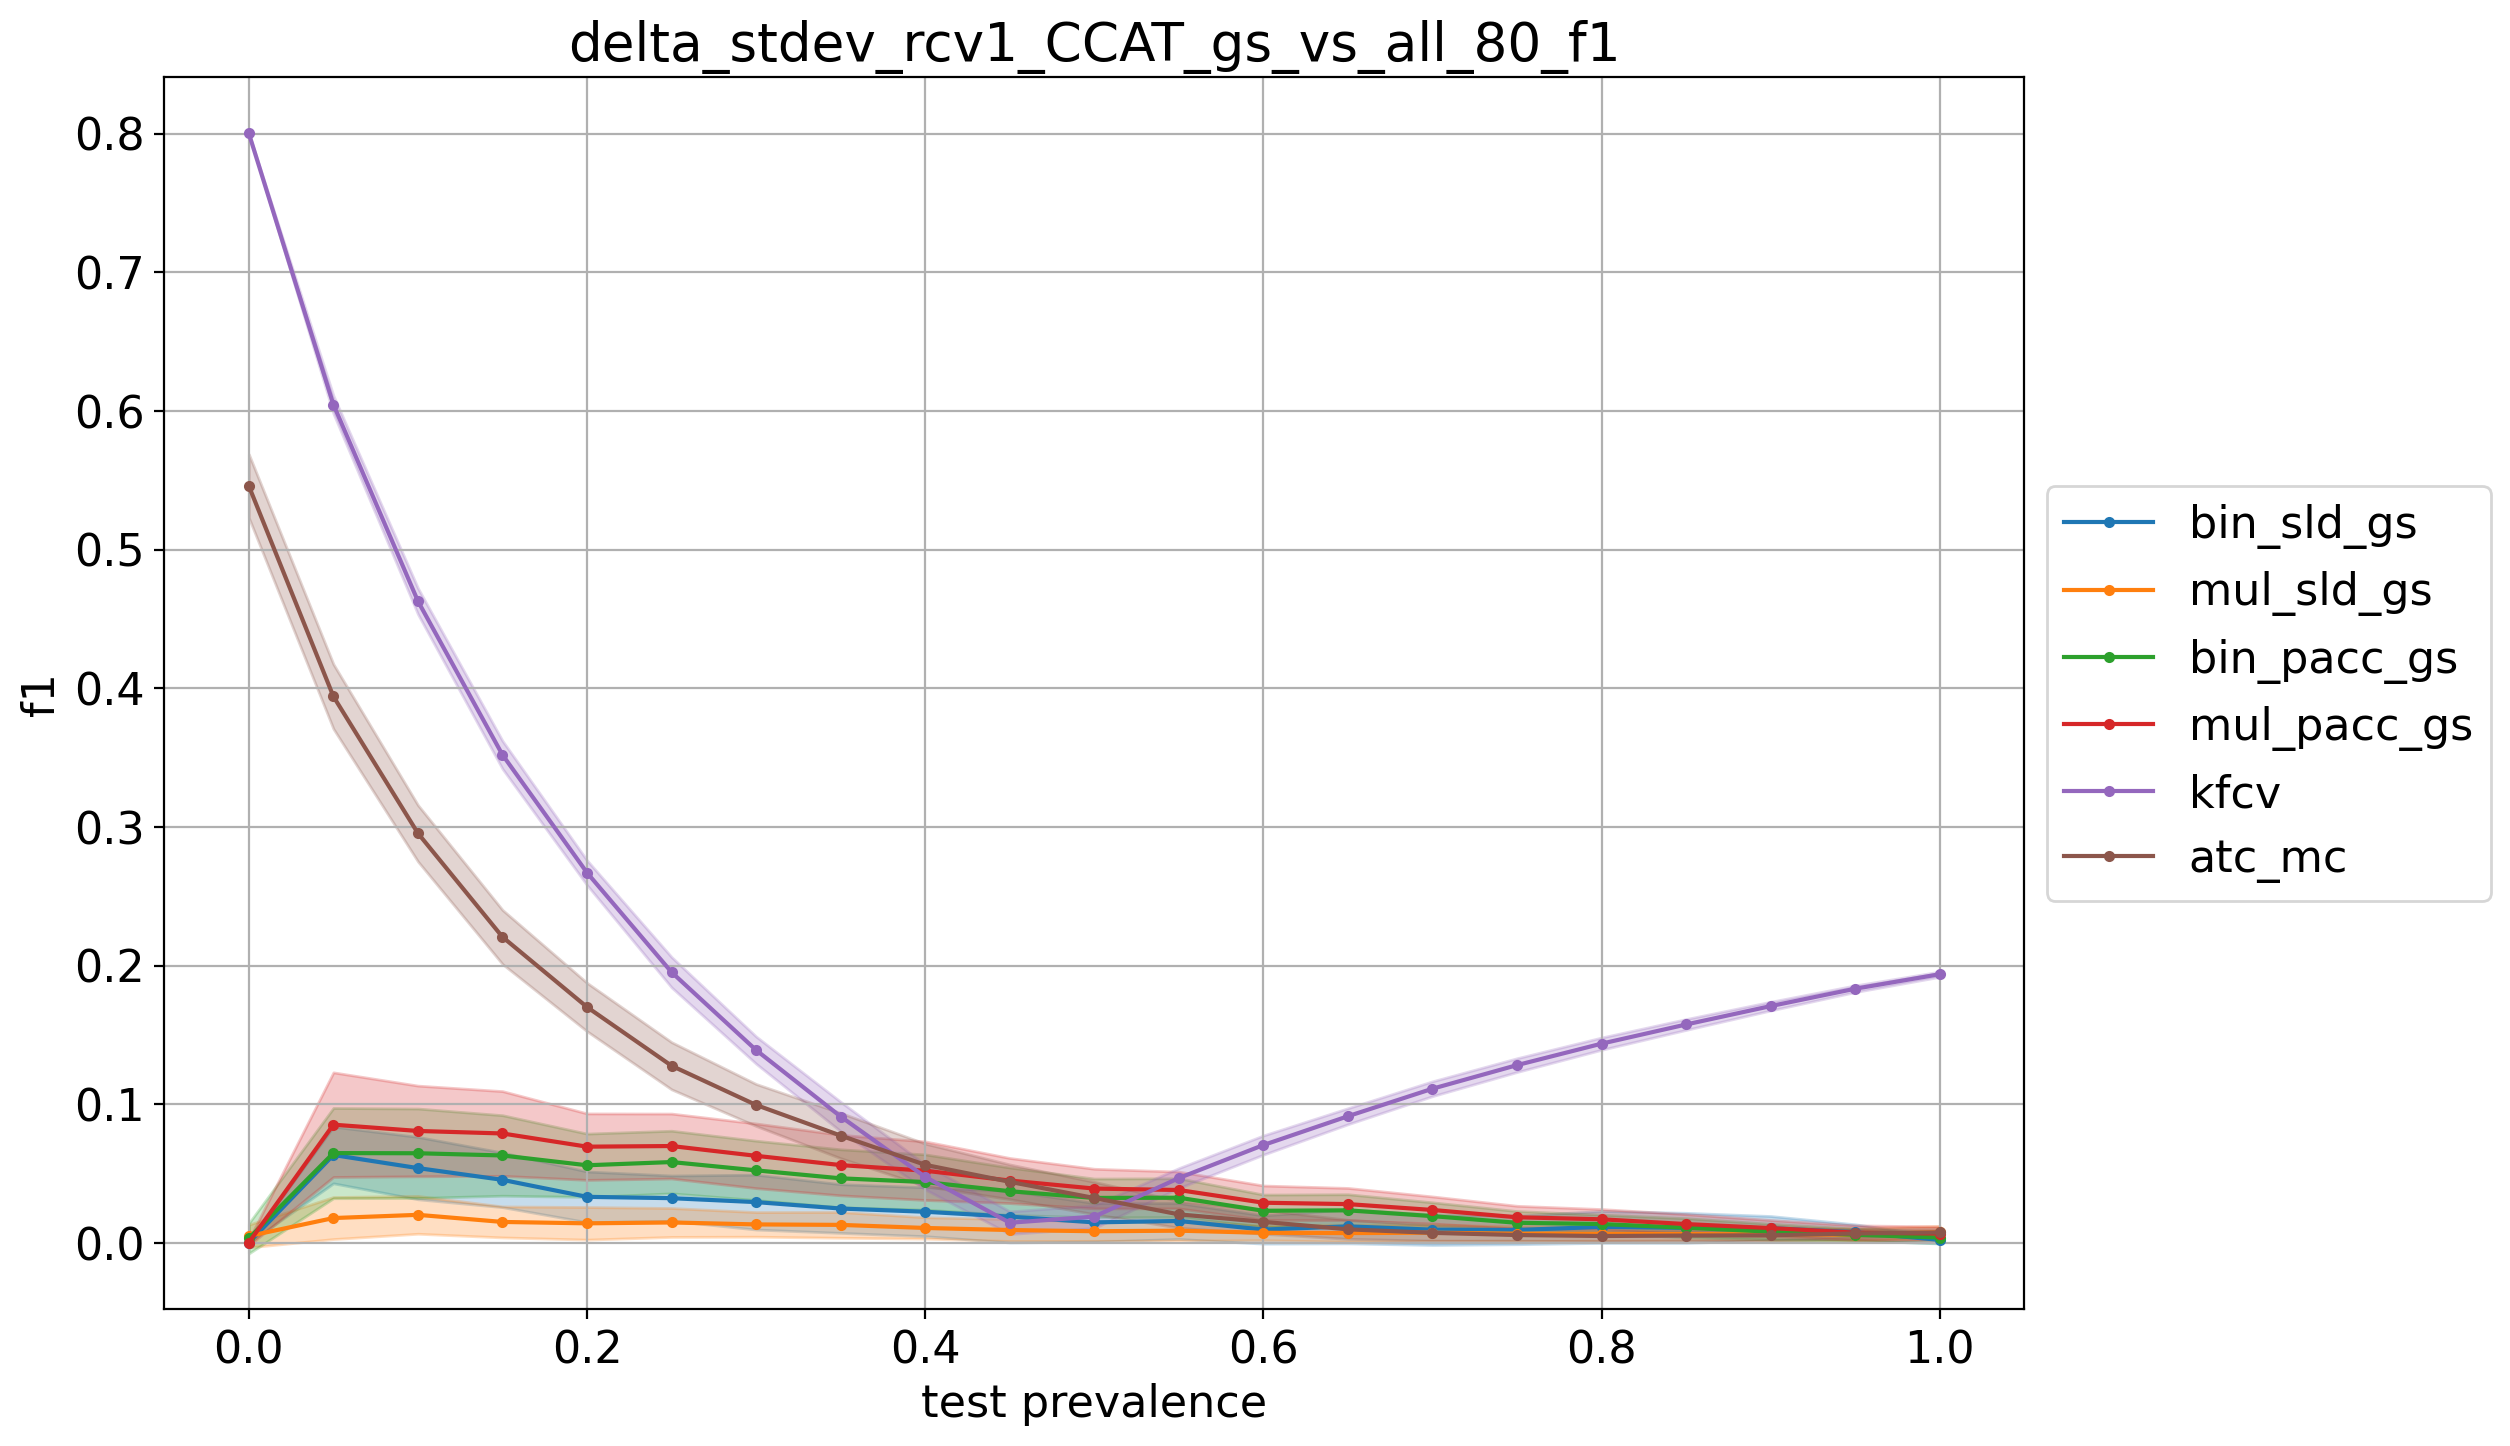 delta_stdev_rcv1_CCAT_gs_vs_all_80_f1
0.8
0.7
0.6
0.5
0.4
0.3
0.2
0.1
0.0
f1
0.0 0.2 0.4 0.6 0.8 1.0
test prevalence
bin_sld_gs
mul_sld_gs
bin_pacc_gs
mul_pacc_gs
kfcv
atc_mc